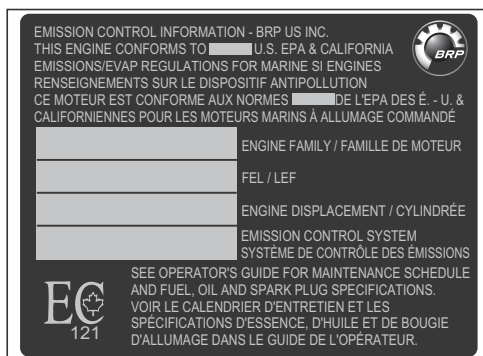 EMISSION CONTROL INFORMATION - BRP US INC.
THIS ENGINE CONFORMS TO U.S. EPA & CALIFORNIA
EMISSIONS/EVAP REGULATIONS FOR MARINE SI ENGINES
RENSEIGNEMENTS SUR LE DISPOSITIF ANTIPOLLUTION
CE MOTEUR EST CONFORME AUX NORMES DE L'EPA DES É. - U. &
CALIFORNIENNES POUR LES MOTEURS MARINS À ALLUMAGE COMMANDÉ
BRP
ENGINE FAMILY / FAMILLE DE MOTEUR
FEL / LEF
ENGINE DISPLACEMENT / CYLINDRÉE
EMISSION CONTROL SYSTEM
SYSTÈME DE CONTRÔLE DES ÉMISSIONS
EC
121
SEE OPERATOR'S GUIDE FOR MAINTENANCE SCHEDULE
AND FUEL, OIL AND SPARK PLUG SPECIFICATIONS.
VOIR LE CALENDRIER D'ENTRETIEN ET LES
SPÉCIFICATIONS D'ESSENCE, D'HUILE ET DE BOUGIE
D'ALLUMAGE DANS LE GUIDE DE L'OPÉRATEUR.